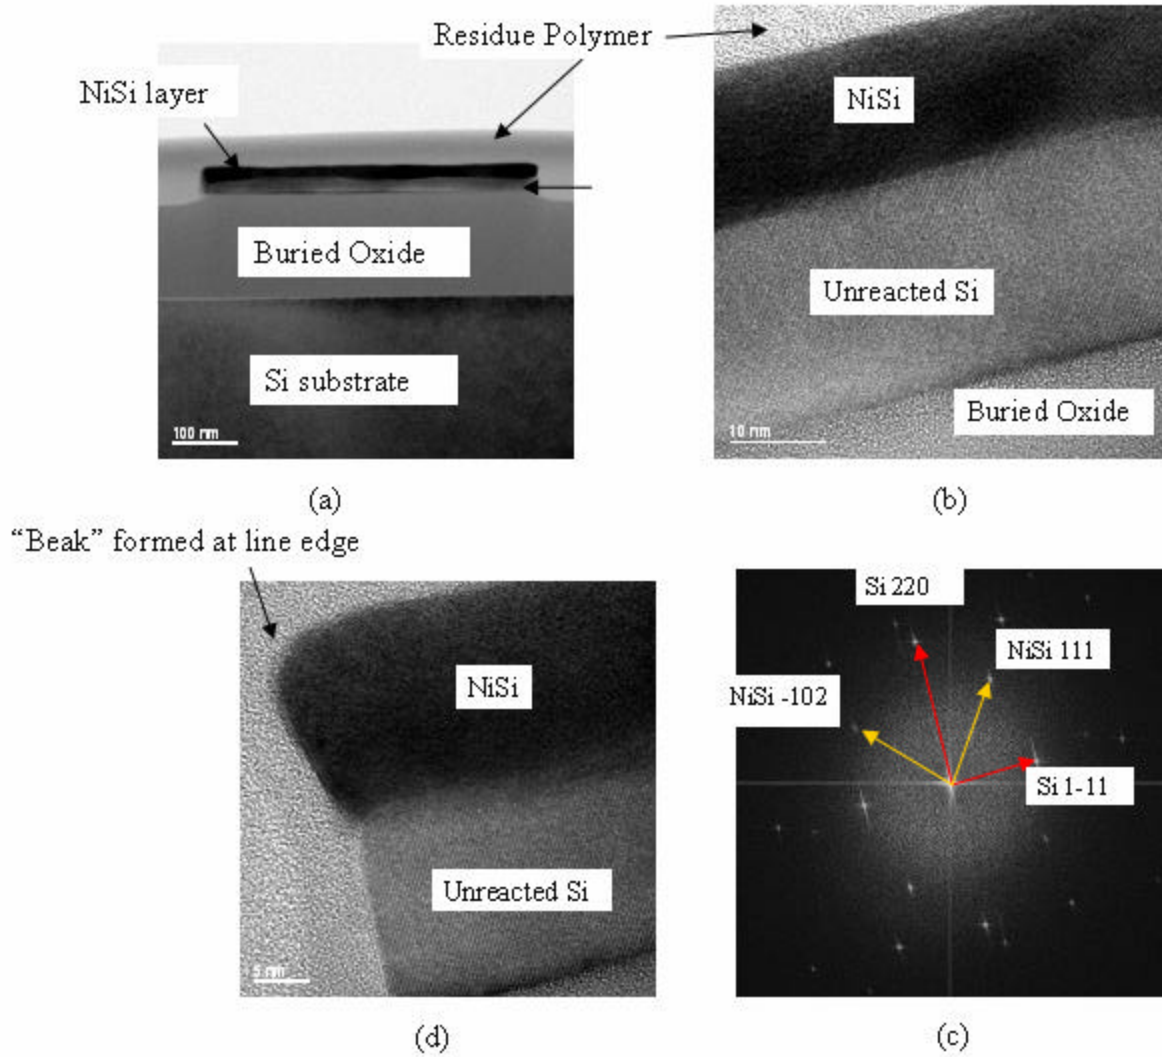 Residue Polymer
NiSi layer
Buried Oxide
Si substrate
100 nm
(a)
NiSi
Unreacted Si
Buried Oxide
10 nm
(b)
“Beak” formed at line edge
NiSi
Unreacted Si
5 nm
(d)
Si 220
NiSi 111
NiSi -102
Si 1-11
(c)